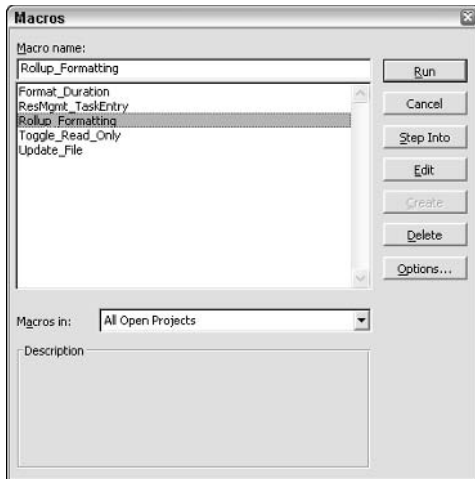 Macros
Macro name:
Rollup_Formatting
Run
Format_Duration
ResMgmt_TaskEntry
Rollup_Formatting
Toggle_Read_Only
Update_File
Cancel
Step Into
Edit
Create
Delete
Options...
Macros in:
All Open Projects
Description